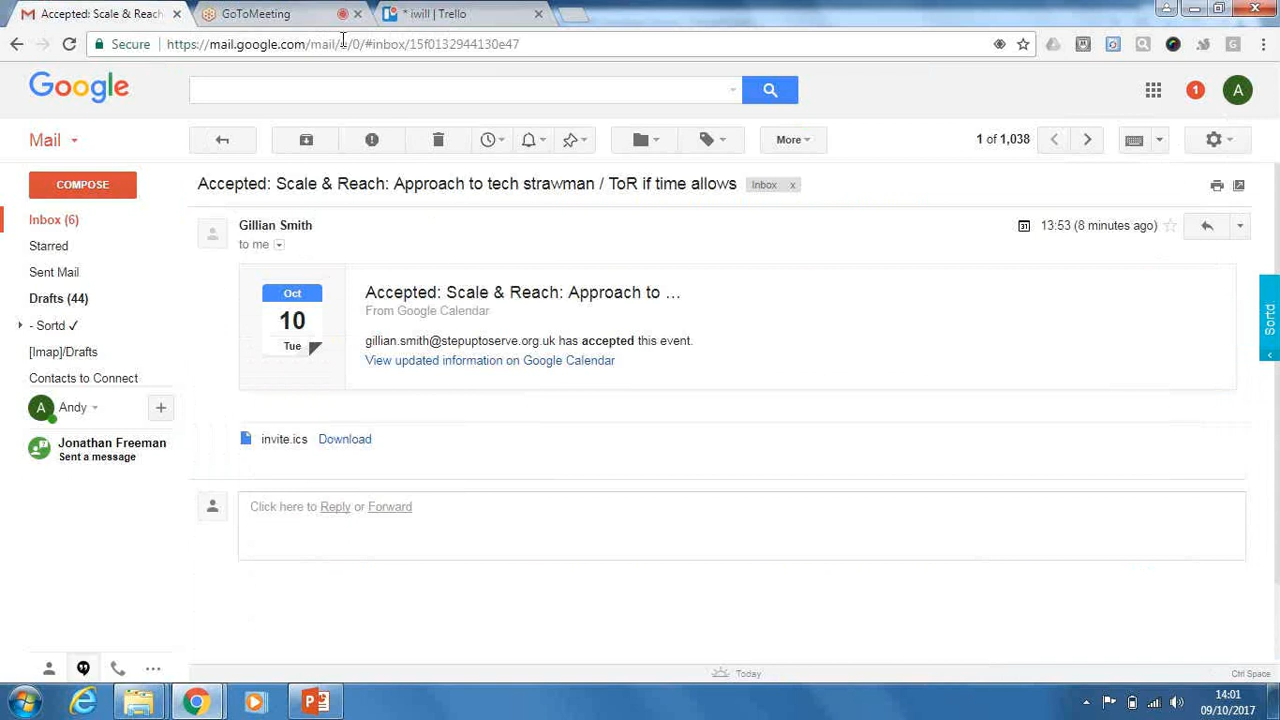 Accepted: Scale & Reach
GoToMeeting
* iwill | Trello
Secure https://mail.google.com/mail/u/0/#inbox/15f0132944130e47
Google
1
A
Mail
More
1 of 1,038
COMPOSE
Accepted: Scale & Reach: Approach to tech strawman / ToR if time allows
Inbox x
Inbox (6)
Gillian Smith
31
13:53 (8 minutes ago)
to me
Starred
Sent Mail
Drafts (44)
- Sortd ✓
[Imap]/Drafts
Contacts to Connect
Oct
10
Tue
Accepted: Scale & Reach: Approach to ...
From Google Calendar
gillian.smith@stepuptoserve.org.uk has accepted this event.
View updated information on Google Calendar
Sortd.
A Andy
Jonathan Freeman
Sent a message
invite.ics Download
Click here to Reply or Forward
Today
Ctrl Space
14:01
09/10/2017